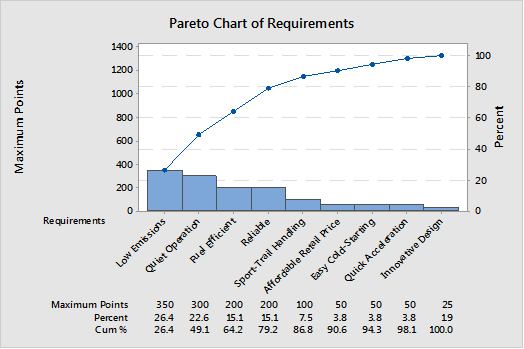 Pareto Chart of Requirements
Maximum Points
1400
1200
1000
800
600
400
200
0
100
80
60
40
20
0
Percent
Requirements
Low Emissions
QUiet Operation
Fuel Efficient
Reliable
Sport-Trail Handling
Affordable Retail Price
Easy Cold-Starting
Quick Acceleration
Innovative Design
Maximum Points 350 300 200 200 100 50 50 50 25
Percent 26.4 22.6 15.1 15.1 7.5 3.8 3.8 3.8 1.9
Cum % 26.4 49.1 64.2 79.2 86.8 90.6 94.3 98.1 100.0